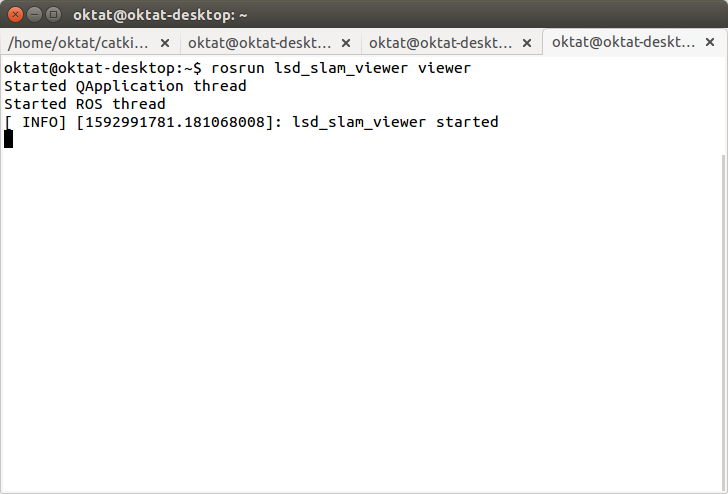 oktat@oktat-desktop: ~
/home/oktat/catki... oktat@oktat-deskt... oktat@oktat-deskt... oktat@oktat-deskt...
oktat@oktat-desktop:~$ rosrun lsd_slam_viewer viewer
Started QApplication thread
Started ROS thread
[ INFO] [1592991781.181068008]: lsd_slam_viewer started